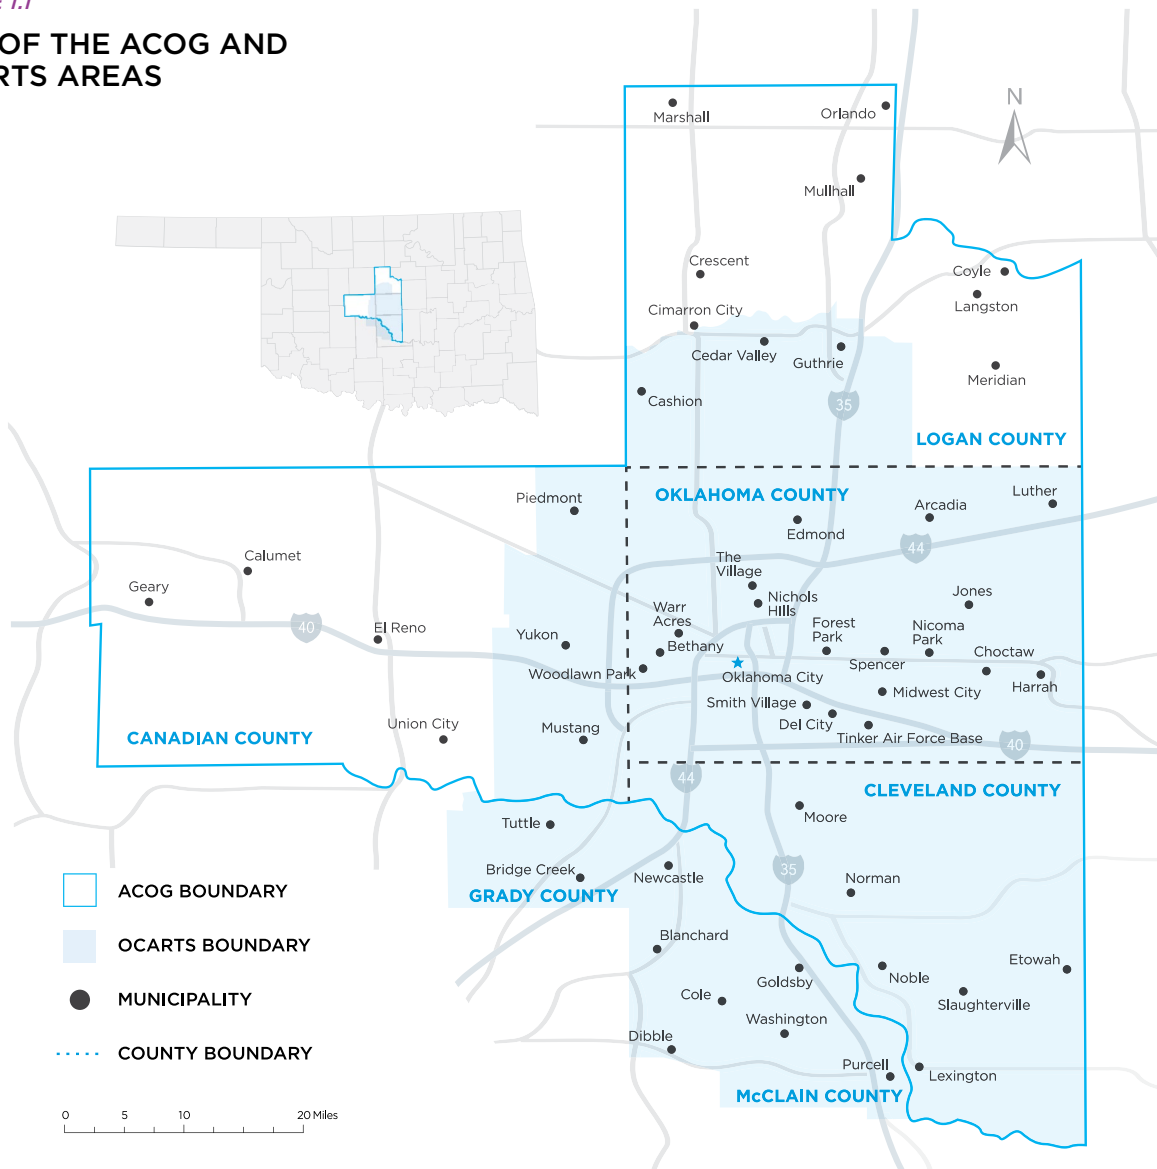 1.1
OF THE ACOG AND
RTS AREAS
N
Marshall
Orlando
Mullhall
Crescent
Coyle
Langston
Cimarron City
Cedar Valley
Guthrie
Meridian
Cashion
35
LOGAN COUNTY
Piedmont
OKLAHOMA COUNTY
Luther
Arcadia
Edmond
44
Calumet
The
Village
Geary
Nichols
Hills
Jones
Warr
Acres
40
El Reno
Yukon
Forest
Park
Nicoma
Park
Bethany
Choctaw
Spencer
Woodlawn Park
Oklahoma City
Harrah
Midwest City
Smith Village
Union City
Mustang
Del City
Tinker Air Force Base
CANADIAN COUNTY
40
44
CLEVELAND COUNTY
Moore
Tuttle
Bridge Creek
Newcastle
35
Norman
GRADY COUNTY
Blanchard
Etowah
Goldsby
Noble
Cole
Slaughterville
Washington
Dibble
Purcell
Lexington
McCLAIN COUNTY
ACOG BOUNDARY
OCARTS BOUNDARY
MUNICIPALITY
COUNTY BOUNDARY
0 5 10 20 Miles